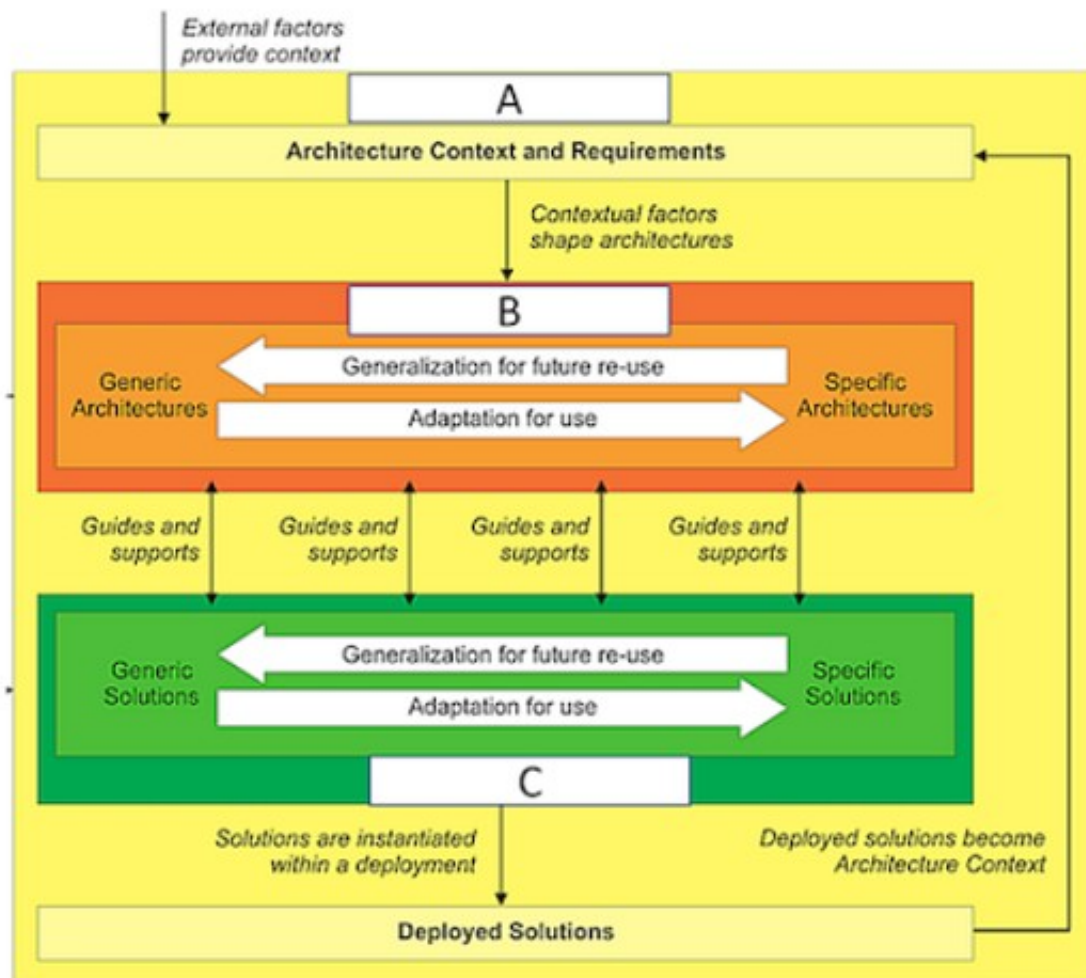 External factors
provide context
A
Architecture Context and Requirements
Contextual factors
shape architectures
B
Generic
Architectures
Generalization for future re-use
Adaptation for use
Specific
Architectures
Guides and
supports
Guides and
supports
Guides and
supports
Guides and
supports
Generic
Solutions
Generalization for future re-use
Adaptation for use
Specific
Solutions
C
Solutions are instantiated
within a deployment
Deployed solutions become
Architecture Context
Deployed Solutions